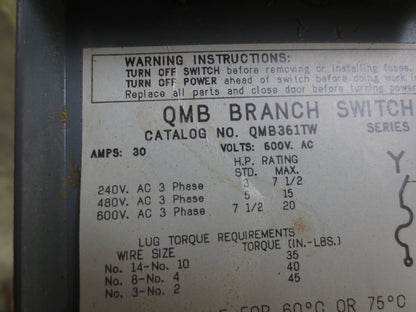 WARNING INSTRUCTIONS:
TURN OFF SWITCH before removing or installing fuses.
TURN OFF POWER ahead of switch before doing work
Replace all parts and close door before turning power
QMB BRANCH SWITCH
CATALOG NO. QMB361TW SERIES
AMPS: 30 VOLTS: 600V. AC
H.P. RATING
STD. MAX.
240V. AC 3 Phase 3 7 1/2
480V. AC 3 Phase 5 15
600V. AC 3 Phase 7 1/2 20
LUG TORQUE REQUIREMENTS
WIRE SIZE TORQUE (IN.-LBS.)
No. 14-No. 10 35
No. 8-No. 4 40
No. 3-No. 2 45
FOR 60°C OR 75°C